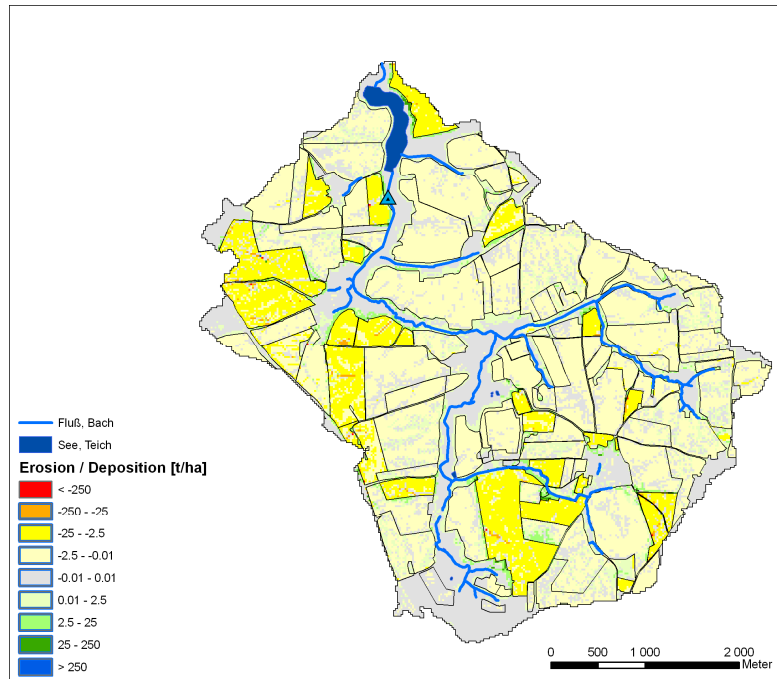 Fluß, Bach
See, Teich
Erosion / Deposition [t/ha]
< -250
-250 - -25
-25 - -2.5
-2.5 - -0.01
-0.01 - 0.01
0.01 - 2.5
2.5 - 25
25 - 250
> 250
0 500 1 000 2 000
Meter